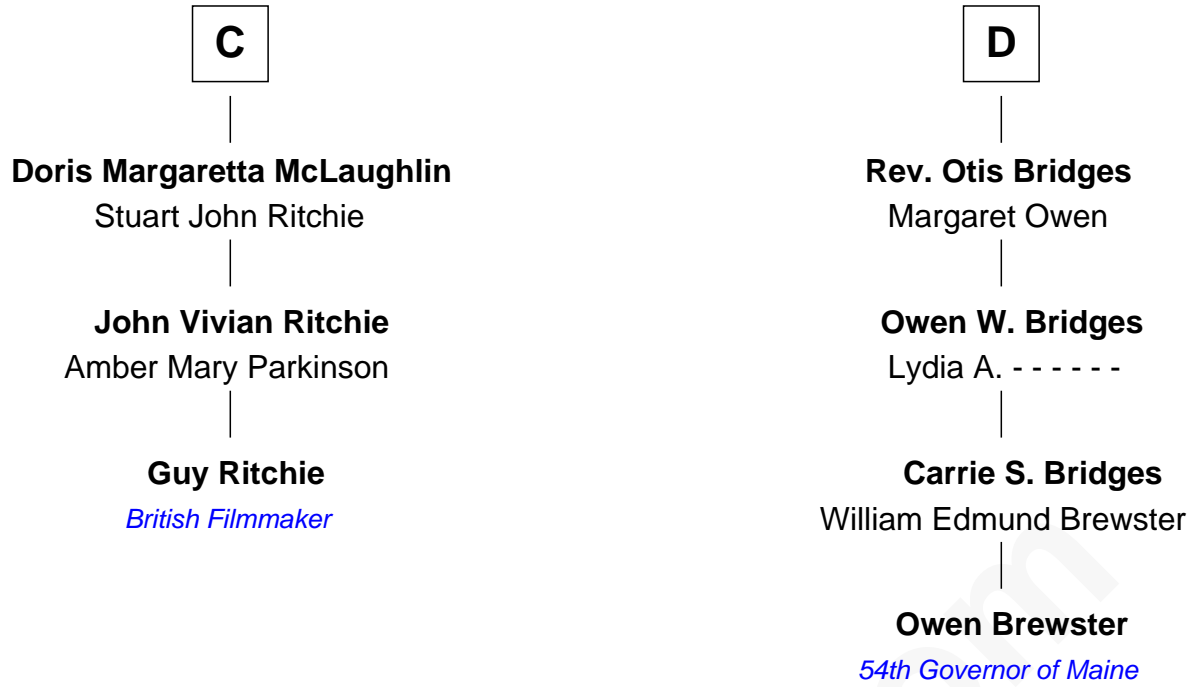 C
Doris Margaretta McLaughlin
Stuart John Ritchie
John Vivian Ritchie
Amber Mary Parkinson
Guy Ritchie
British Filmmaker
D
Rev. Otis Bridges
Margaret Owen
Owen W. Bridges
Lydia A. - - - - - -
Carrie S. Bridges
William Edmund Brewster
Owen Brewster
54th Governor of Maine